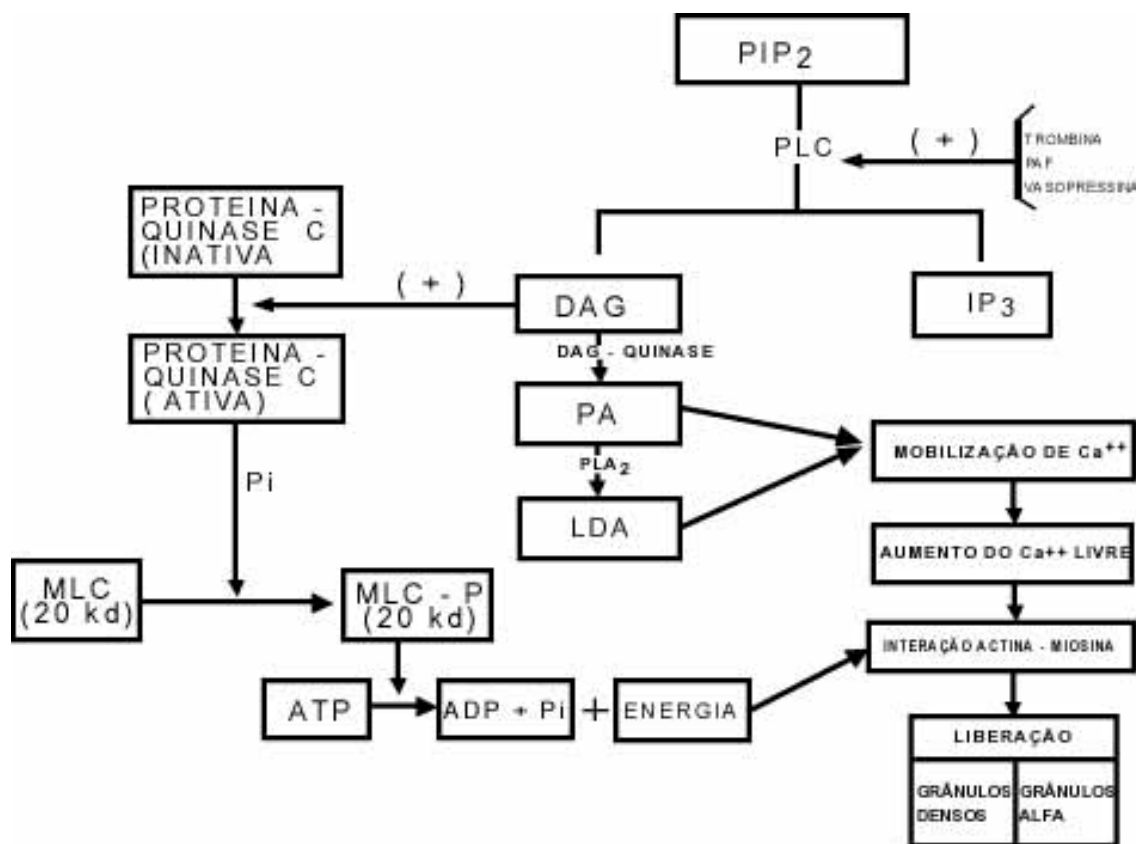 PIP2
PLC
( + )
TROMBINA
PAF
VASOPRESSINA
PROTEINA -
QUINASE C
(INATIVA
( + )
DAG
IP3
DAG - QUINASE
PROTEINA -
QUINASE C
( ATIVA)
PA
PLA2
LDA
Pi
MOBILIZAÇÃO DE Ca++
AUMENTO DO Ca++ LIVRE
MLC
(20 kd)
MLC - P
(20 kd)
INTERAÇÃO ACTINA - MIOSINA
ATP
ADP + Pi
+
ENERGIA
LIBERAÇÃO
GRÂNULOS
DENSOS
GRÂNULOS
ALFA